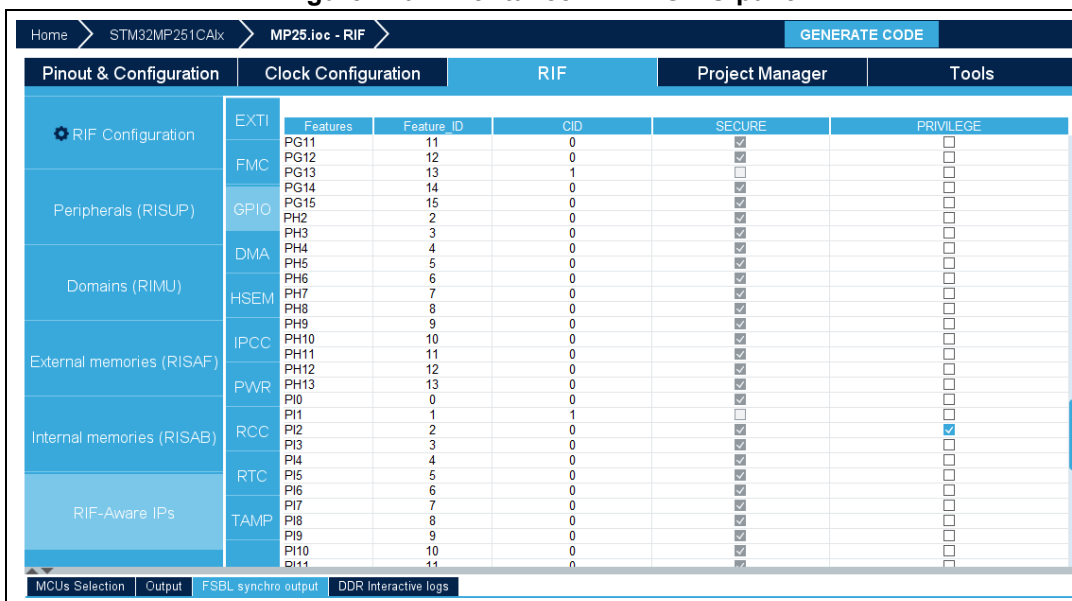 Home STM32MP251CAIx MP25.ioc - RIF GENERATE CODE
Pinout & Configuration Clock Configuration RIF Project Manager Tools
RIF Configuration
Peripherals (RISUP)
Domains (RIMU)
External memories (RISAF)
Internal memories (RISAB)
RIF-Aware IPs
EXTI
FMC
GPIO
DMA
HSEM
IPCC
PWR
RCC
RTC
TAMP
Features Feature_ID CID SECURE PRIVILEGE
PG11 11 0
PG12 12 0
PG13 13 1
PG14 14 0
PG15 15 0
PH2 2 0
PH3 3 0
PH4 4 0
PH5 5 0
PH6 6 0
PH7 7 0
PH8 8 0
PH9 9 0
PH10 10 0
PH11 11 0
PH12 12 0
PH13 13 0
PI0 0 0
PI1 1 1
PI2 2 0
PI3 3 0
PI4 4 0
PI5 5 0
PI6 6 0
PI7 7 0
PI8 8 0
PI9 9 0
PI10 10 0
PI11 11 0
MCUs Selection Output FSBL synchro output DDR Interactive logs